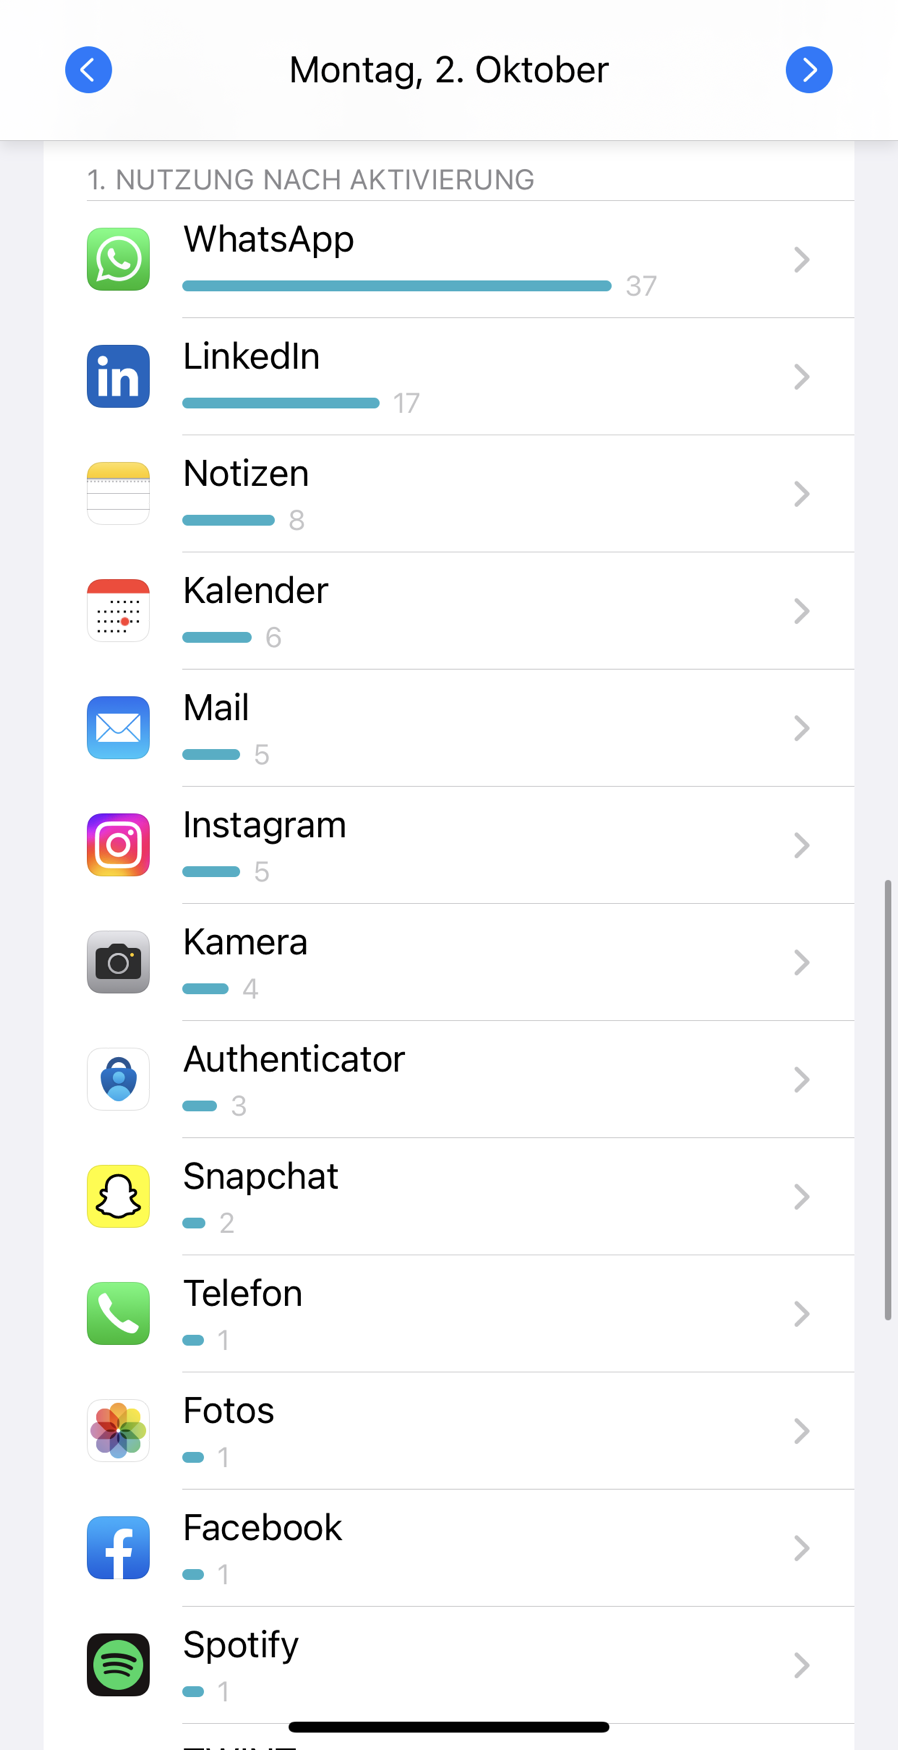 Montag, 2. Oktober
1. NUTZUNG NACH AKTIVIERUNG
WhatsApp
37
LinkedIn
17
Notizen
8
Kalender
6
Mail
5
Instagram
5
Kamera
4
Authenticator
3
Snapchat
2
Telefon
1
Fotos
1
Facebook
1
Spotify
1